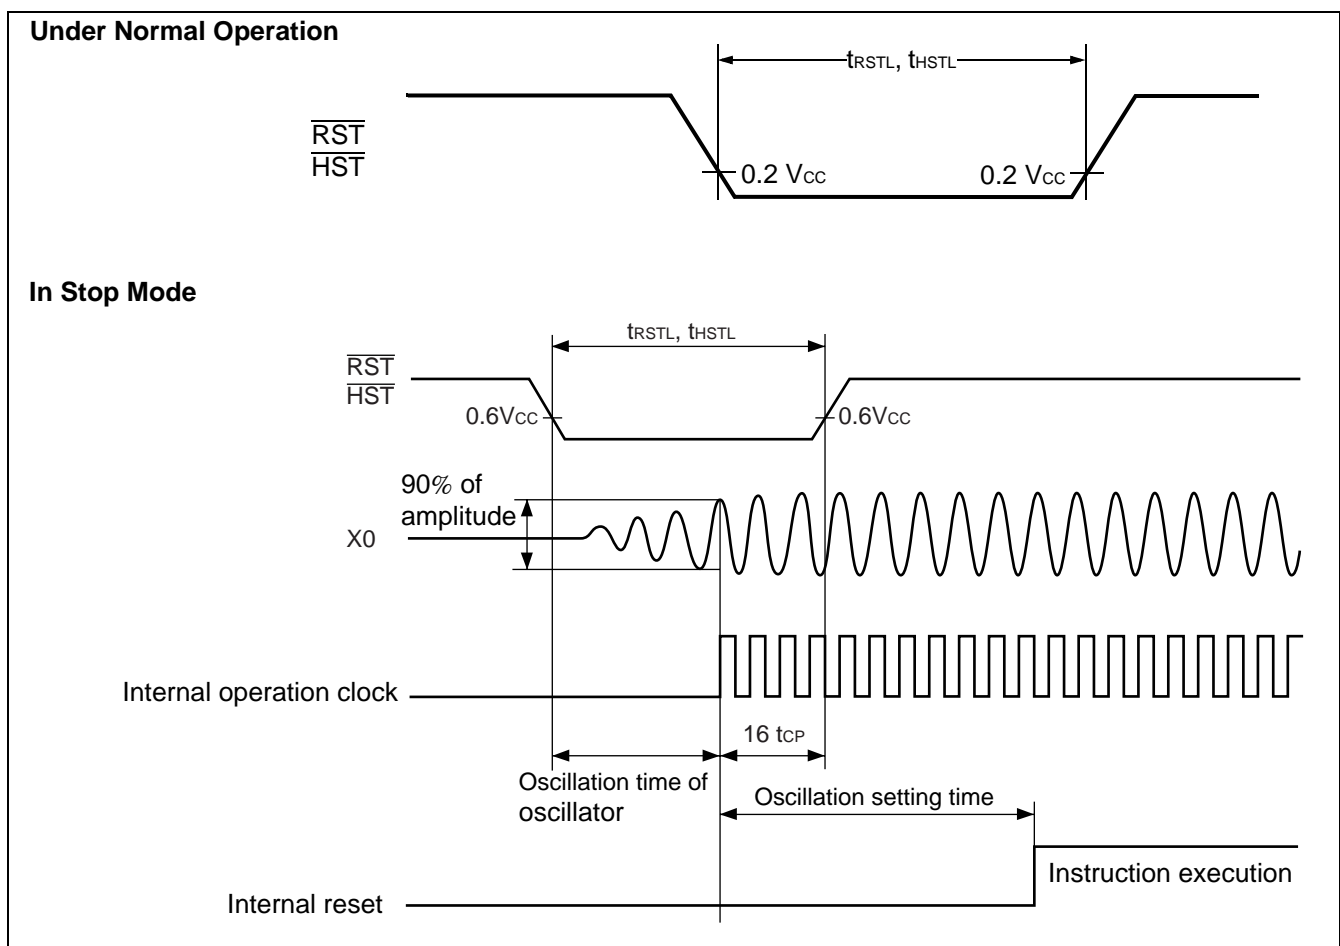 Under Normal Operation
tRSTL, tHSTL
RST
HST
0.2 VCC
0.2 VCC
In Stop Mode
tRSTL, tHSTL
RST
HST
0.6VCC
0.6VCC
90% of
amplitude
X0
Internal operation clock
16 tCP
Oscillation time of
oscillator
Oscillation setting time
Instruction execution
Internal reset